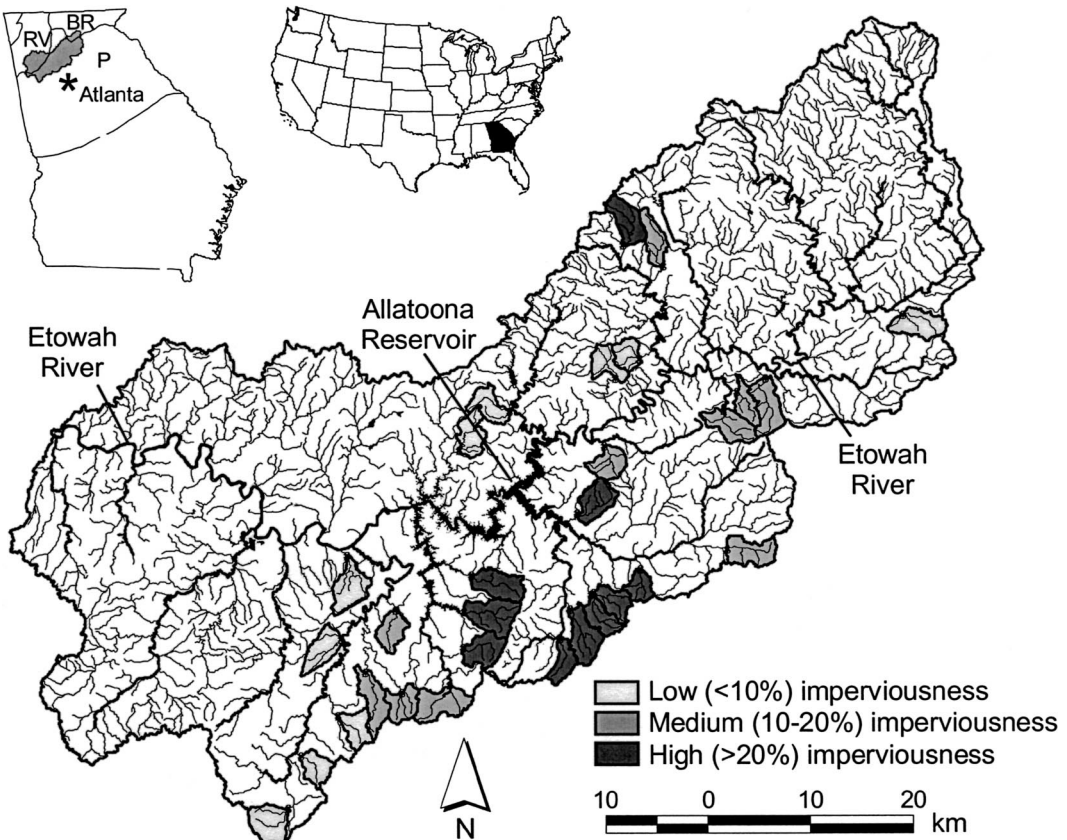 BR
RV
P
*
Atlanta
Allatoona
Reservoir
Etowah
River
Etowah
River
Low (<10%) imperviousness
Medium (10-20%) imperviousness
High (>20%) imperviousness
N
10 0 10 20
km